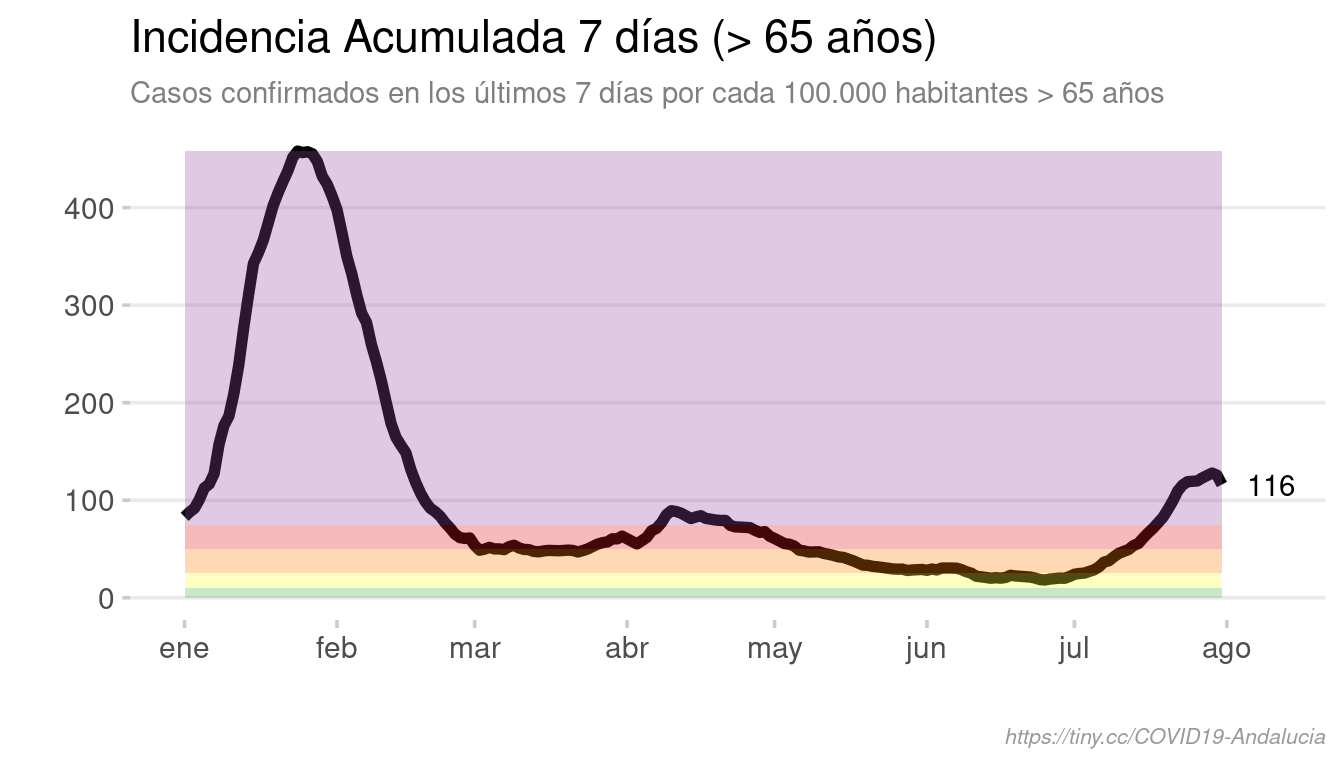 Incidencia Acumulada 7 días (> 65 años)
Casos confirmados en los últimos 7 días por cada 100.000 habitantes > 65 años
400
300
200
100
0
116
ene feb mar abr may jun jul ago
https://tiny.cc/COVID19-Andalucia